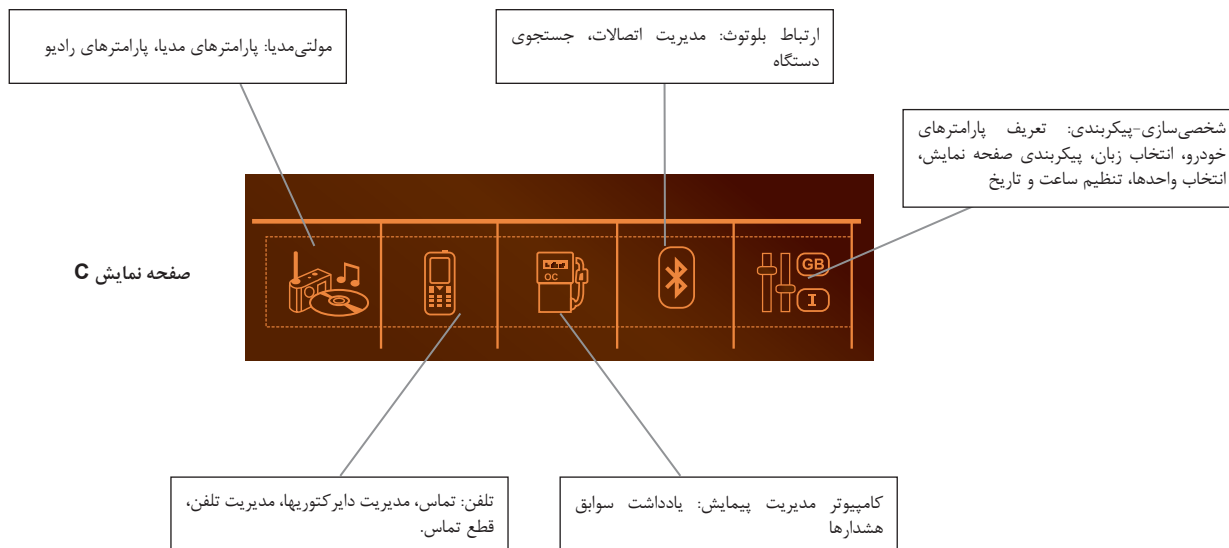 مولتی‌مدیا: پارامترهای مدیا، پارامترهای رادیو
ارتباط بلوتوث: مدیریت اتصالات، جستجوی
دستگاه
شخصی‌سازی-پیکربندی: تعریف پارامترهای
خودرو، انتخاب زبان، پیکربندی صفحه نمایش،
انتخاب واحدها، تنظیم ساعت و تاریخ
صفحه نمایش C
OC
GB
I
تلفن: تماس، مدیریت دایرکتوریها، مدیریت تلفن،
قطع تماس.
کامپیوتر مدیریت پیمایش: یادداشت سوابق
هشدارها